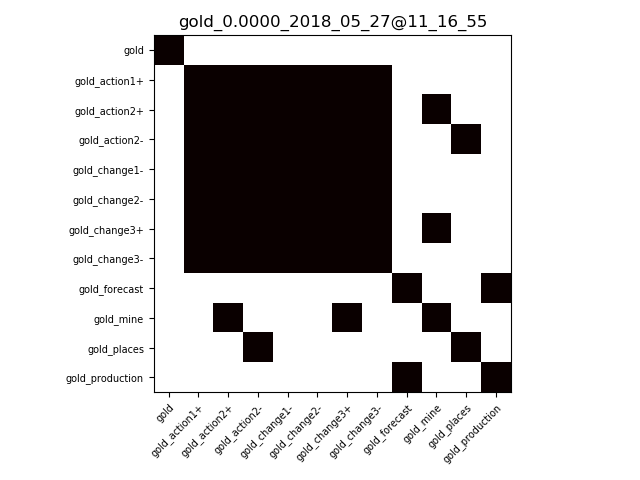 gold_0.0000_2018_05_27@11_16_55
gold
gold_action1+
gold_action2+
gold_action2-
gold_change1-
gold_change2-
gold_change3+
gold_change3-
gold_forecast
gold_mine
gold_places
gold_production
gold
gold_action1+
gold_action2+
gold_action2-
gold_change1-
gold_change2-
gold_change3+
gold_change3-
gold_forecast
gold_mine
gold_places
gold_production